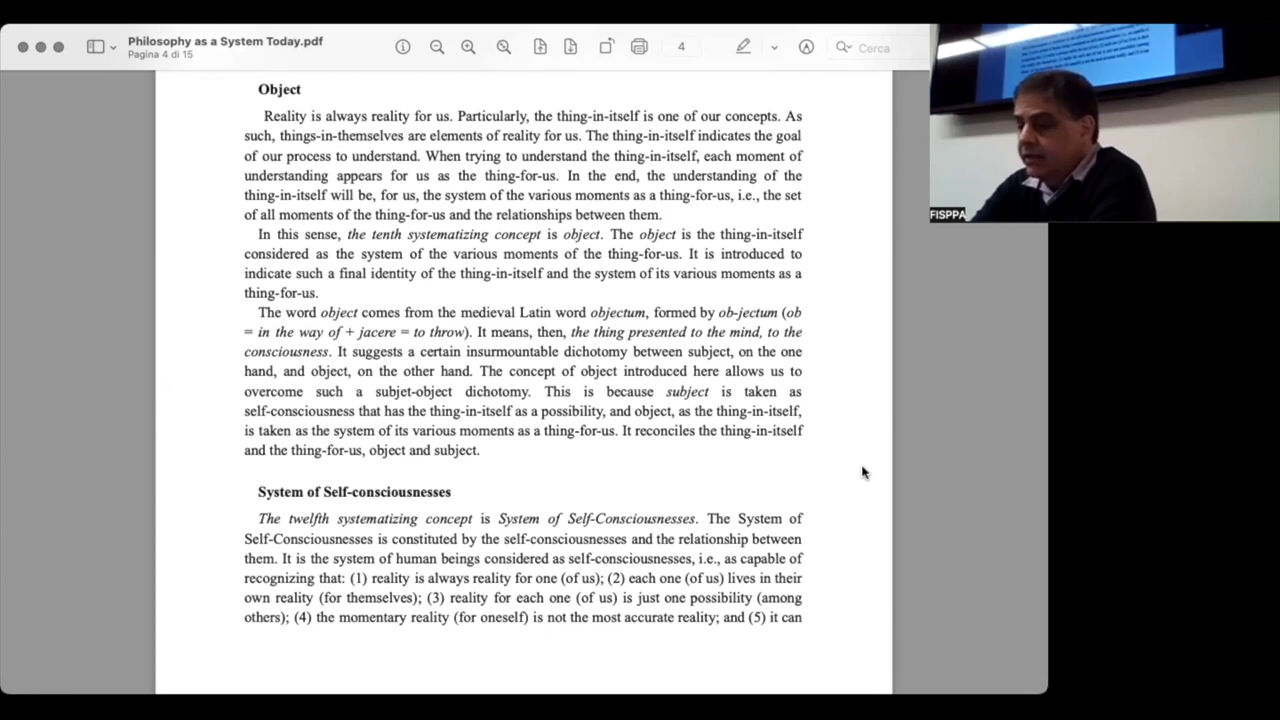 Philosophy as a System Today.pdf
Pagina 4 di 15
4
Cerca
Object
Reality is always reality for us. Particularly, the thing-in-itself is one of our concepts. As
such, things-in-themselves are elements of reality for us. The thing-in-itself indicates the goal
of our process to understand. When trying to understand the thing-in-itself, each moment of
understanding appears for us as the thing-for-us. In the end, the understanding of the
thing-in-itself will be, for us, the system of the various moments as a thing-for-us, i.e., the set
of all moments of the thing-for-us and the relationships between them.
In this sense, the tenth systematizing concept is object. The object is the thing-in-itself
considered as the system of the various moments of the thing-for-us. It is introduced to
indicate such a final identity of the thing-in-itself and the system of its various moments as a
thing-for-us.
The word object comes from the medieval Latin word objectum, formed by ob-jectum (ob
= in the way of + jacere = to throw). It means, then, the thing presented to the mind, to the
consciousness. It suggests a certain insurmountable dichotomy between subject, on the one
hand, and object, on the other hand. The concept of object introduced here allows us to
overcome such a subjet-object dichotomy. This is because subject is taken as
self-consciousness that has the thing-in-itself as a possibility, and object, as the thing-in-itself,
is taken as the system of its various moments as a thing-for-us. It reconciles the thing-in-itself
and the thing-for-us, object and subject.
System of Self-consciousnesses
The twelfth systematizing concept is System of Self-Consciousnesses. The System of
Self-Consciousnesses is constituted by the self-consciousnesses and the relationship between
them. It is the system of human beings considered as self-consciousnesses, i.e., as capable of
recognizing that: (1) reality is always reality for one (of us); (2) each one (of us) lives in their
own reality (for themselves); (3) reality for each one (of us) is just one possibility (among
others); (4) the momentary reality (for oneself) is not the most accurate reality; and (5) it can
FISPPA